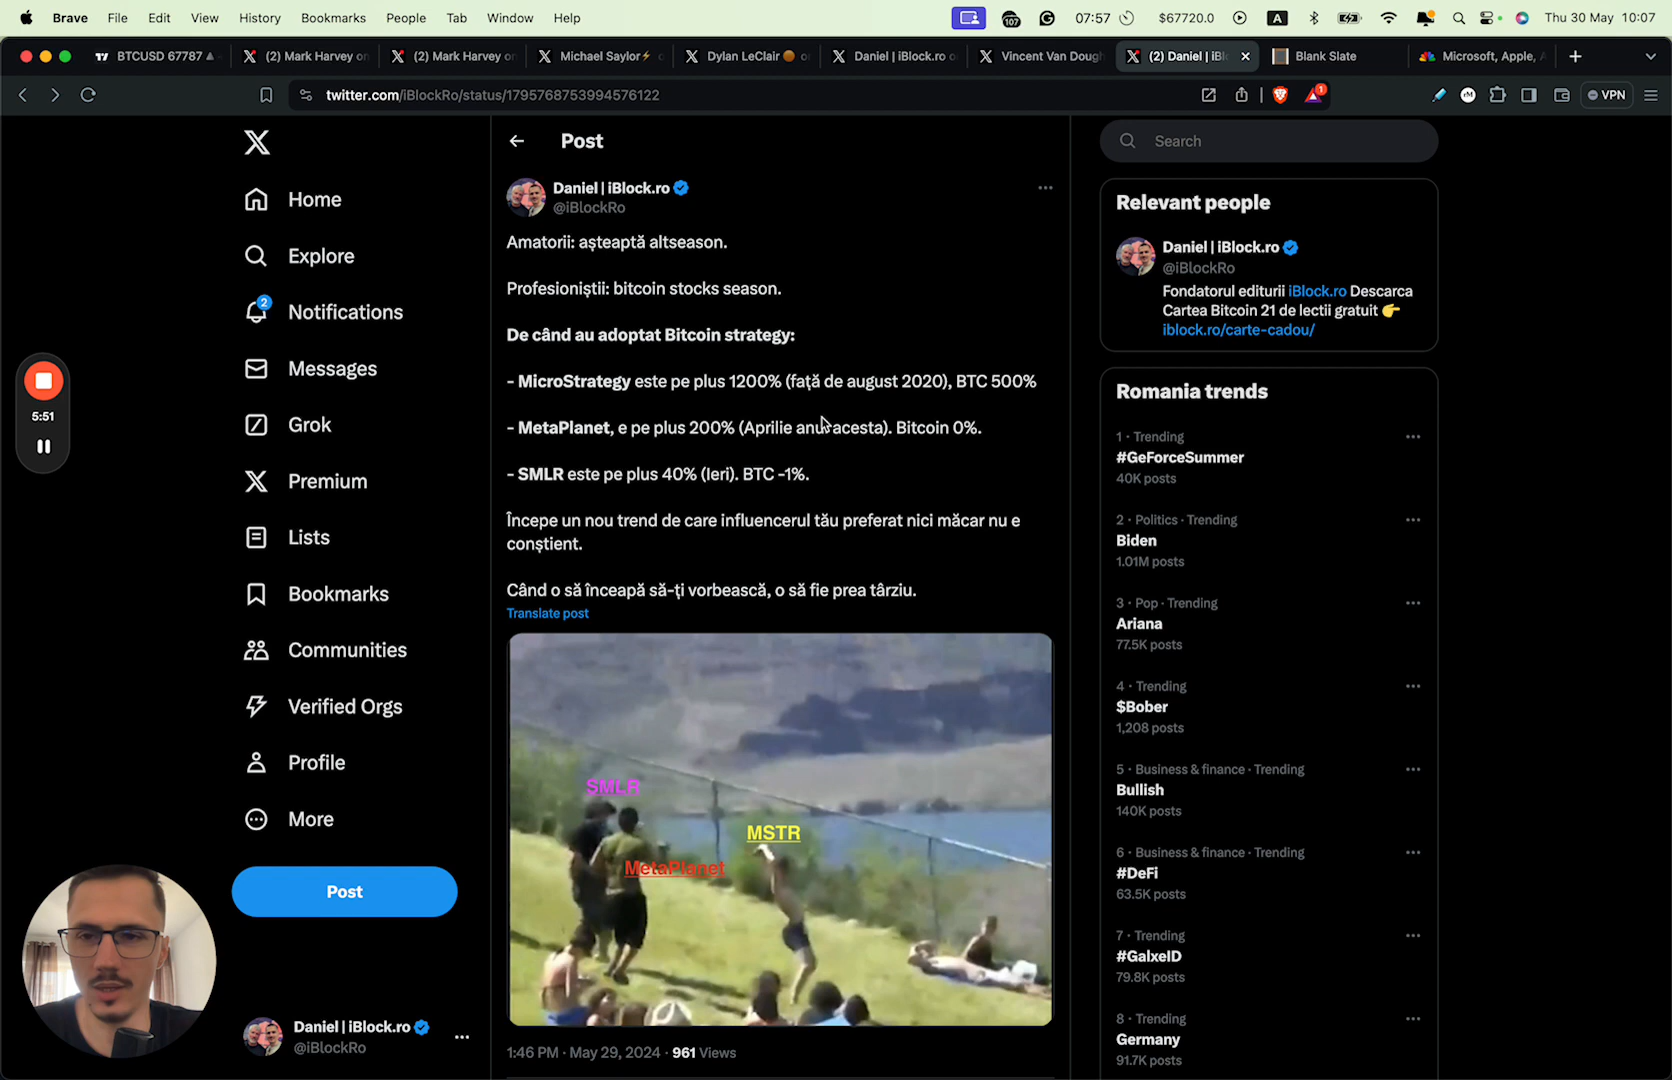 Brave File Edit View History Bookmarks People Tab Window Help
107 07:57 $67720.0 A Thu 30 May 10:07
BTCUSD 67787
(2) Mark Harvey on
(2) Mark Harvey on
Michael Saylor⚡
Dylan LeClair
Daniel | iBlock.ro
Vincent Van Dough
(2) Daniel | iBl
Blank Slate
Microsoft, Apple,
twitter.com/iBlockRo/status/1795768753994576122
1
VPN
5:51
Home
Explore
2
Notifications
Messages
Grok
Premium
Lists
Bookmarks
Communities
Verified Orgs
Profile
More
Post
Daniel | iBlock.ro
@iBlockRo
Post
Daniel | iBlock.ro
@iBlockRo
Amatorii: așteaptă altseason.
Profesioniștii: bitcoin stocks season.
De când au adoptat Bitcoin strategy:
- MicroStrategy este pe plus 1200% (față de august 2020), BTC 500%
- MetaPlanet, e pe plus 200% (Aprilie anul acesta). Bitcoin 0%.
- SMLR este pe plus 40% (Ieri). BTC -1%.
Începe un nou trend de care influencerul tău preferat nici măcar nu e
conștient.
Când o să înceapă să-ți vorbească, o să fie prea târziu.
Translate post
SMLR
MSTR
MetaPlanet
1:46 PM · May 29, 2024 · 961 Views
Search
Relevant people
Daniel | iBlock.ro
@iBlockRo
Fondatorul editurii iBlock.ro Descarca
Cartea Bitcoin 21 de lectii gratuit 👉
iblock.ro/carte-cadou/
Romania trends
1 · Trending
#GeForceSummer
40K posts
2 · Politics · Trending
Biden
1.01M posts
3 · Pop · Trending
Ariana
77.5K posts
4 · Trending
$Bober
1,208 posts
5 · Business & finance · Trending
Bullish
140K posts
6 · Business & finance · Trending
#DeFi
63.5K posts
7 · Trending
#GalxeID
79.8K posts
8 · Trending
Germany
91.7K posts